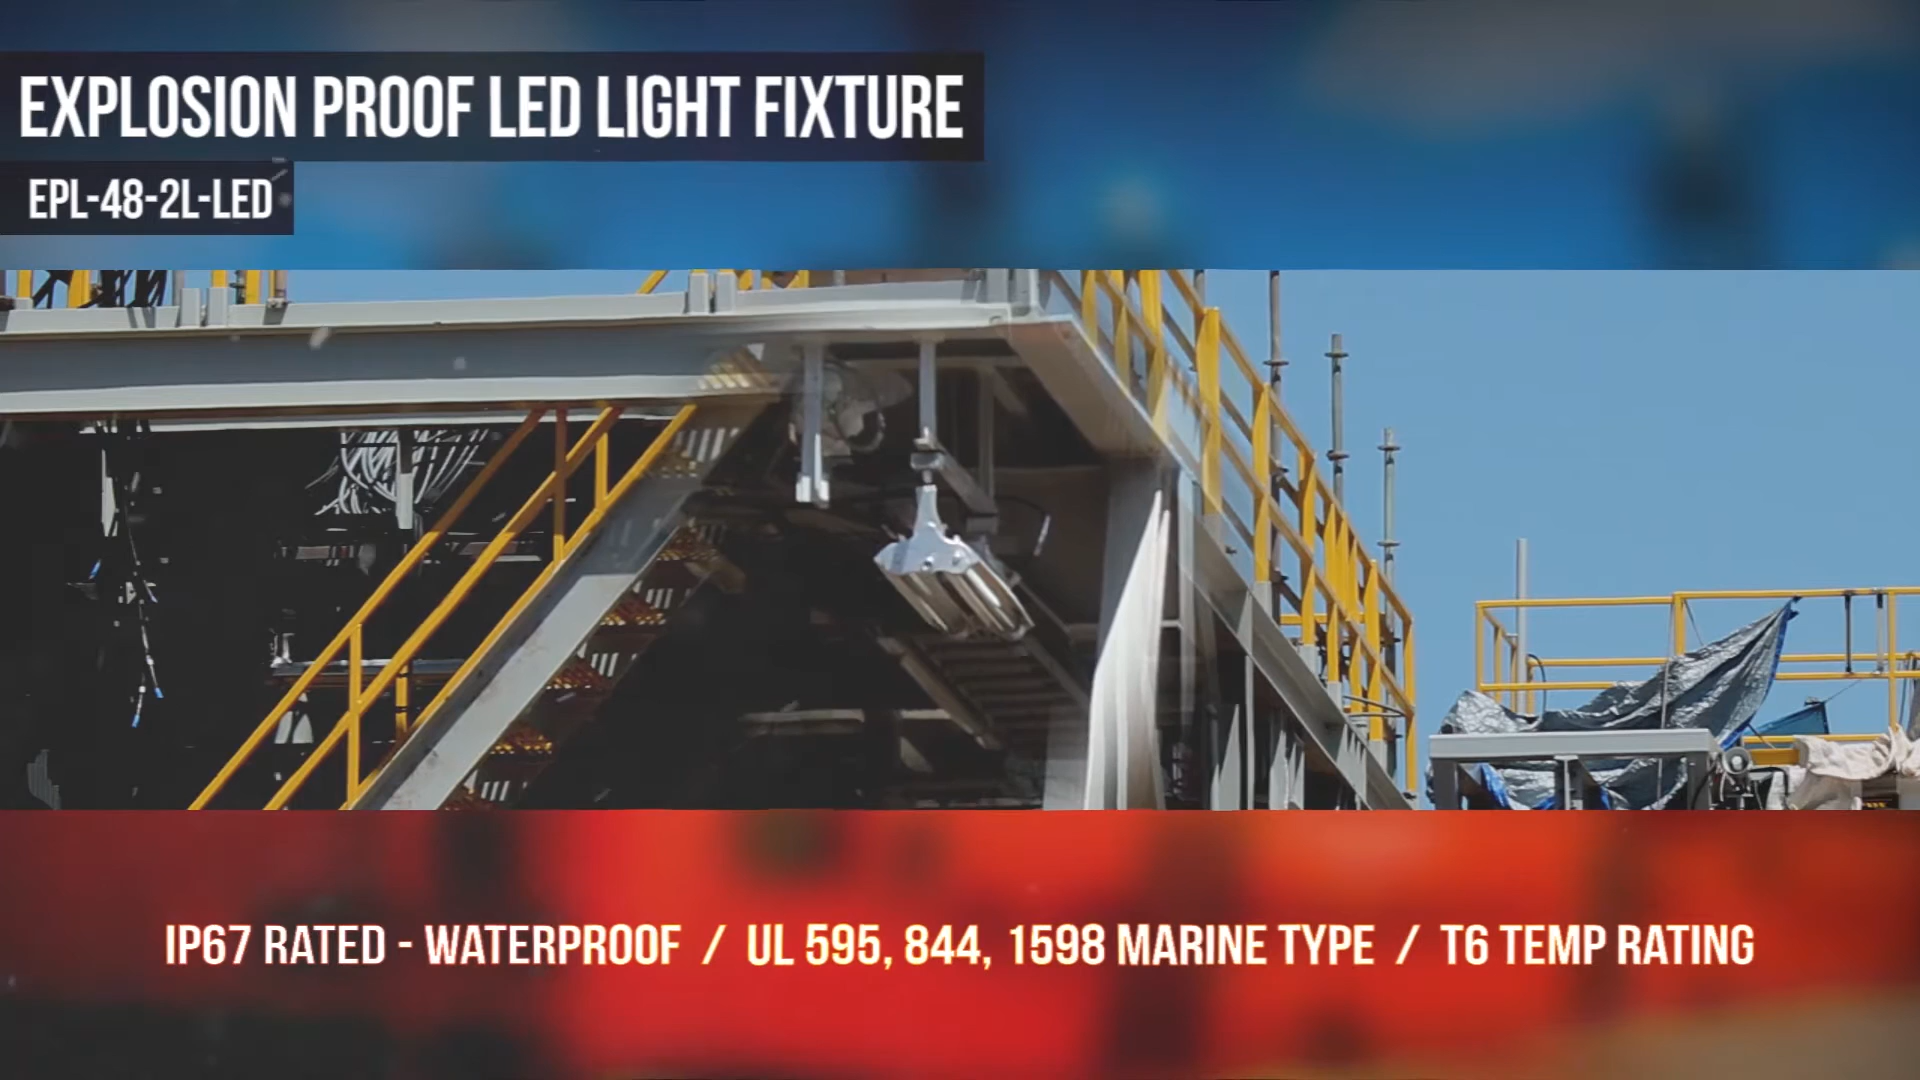 EXPLOSION PROOF LED LIGHT FIXTURE
EPL-48-2L-LED
IP67 RATED - WATERPROOF / UL 595, 844, 1598 MARINE TYPE / T6 TEMP RATING